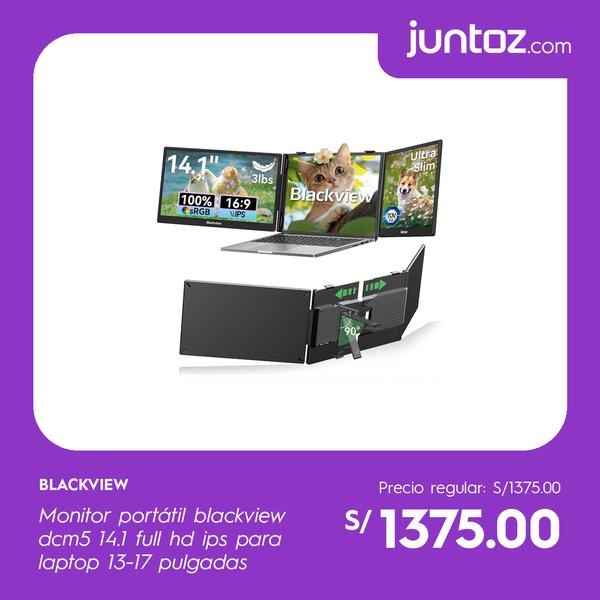 juntoz.com
14.1"
3lbs
100%
sRGB
16:9
IPS
Blackview
Blackview
Ultra
Slim
90°
BLACKVIEW
Monitor portátil blackview
dcm5 14.1 full hd ips para
laptop 13-17 pulgadas
Precio regular: S/1375.00
S/1375.00